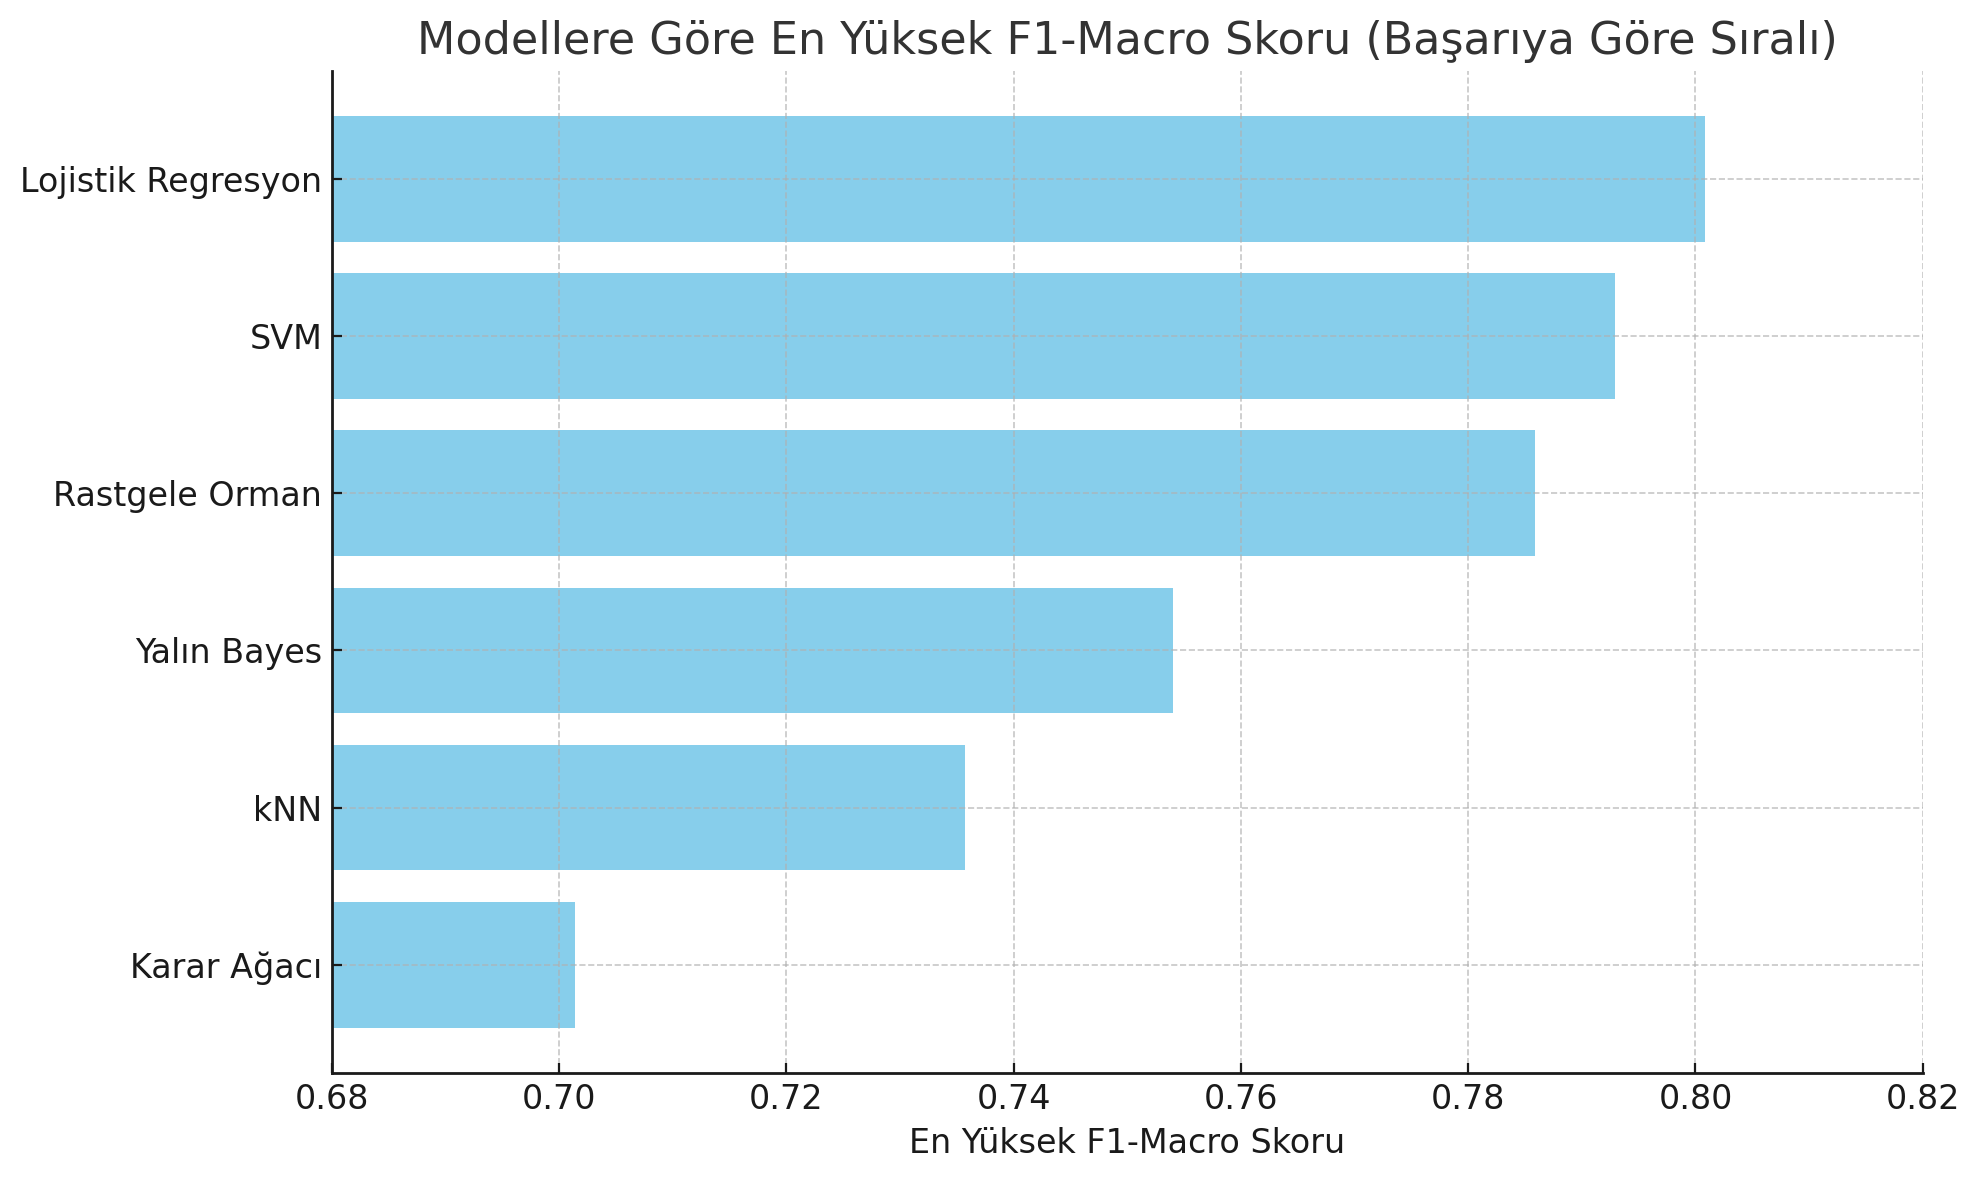 Modellere Göre En Yüksek F1-Macro Skoru (Başarıya Göre Sıralı)
Lojistik Regresyon
SVM
Rastgele Orman
Yalın Bayes
kNN
Karar Ağacı
0.68 0.70 0.72 0.74 0.76 0.78 0.80 0.82
En Yüksek F1-Macro Skoru